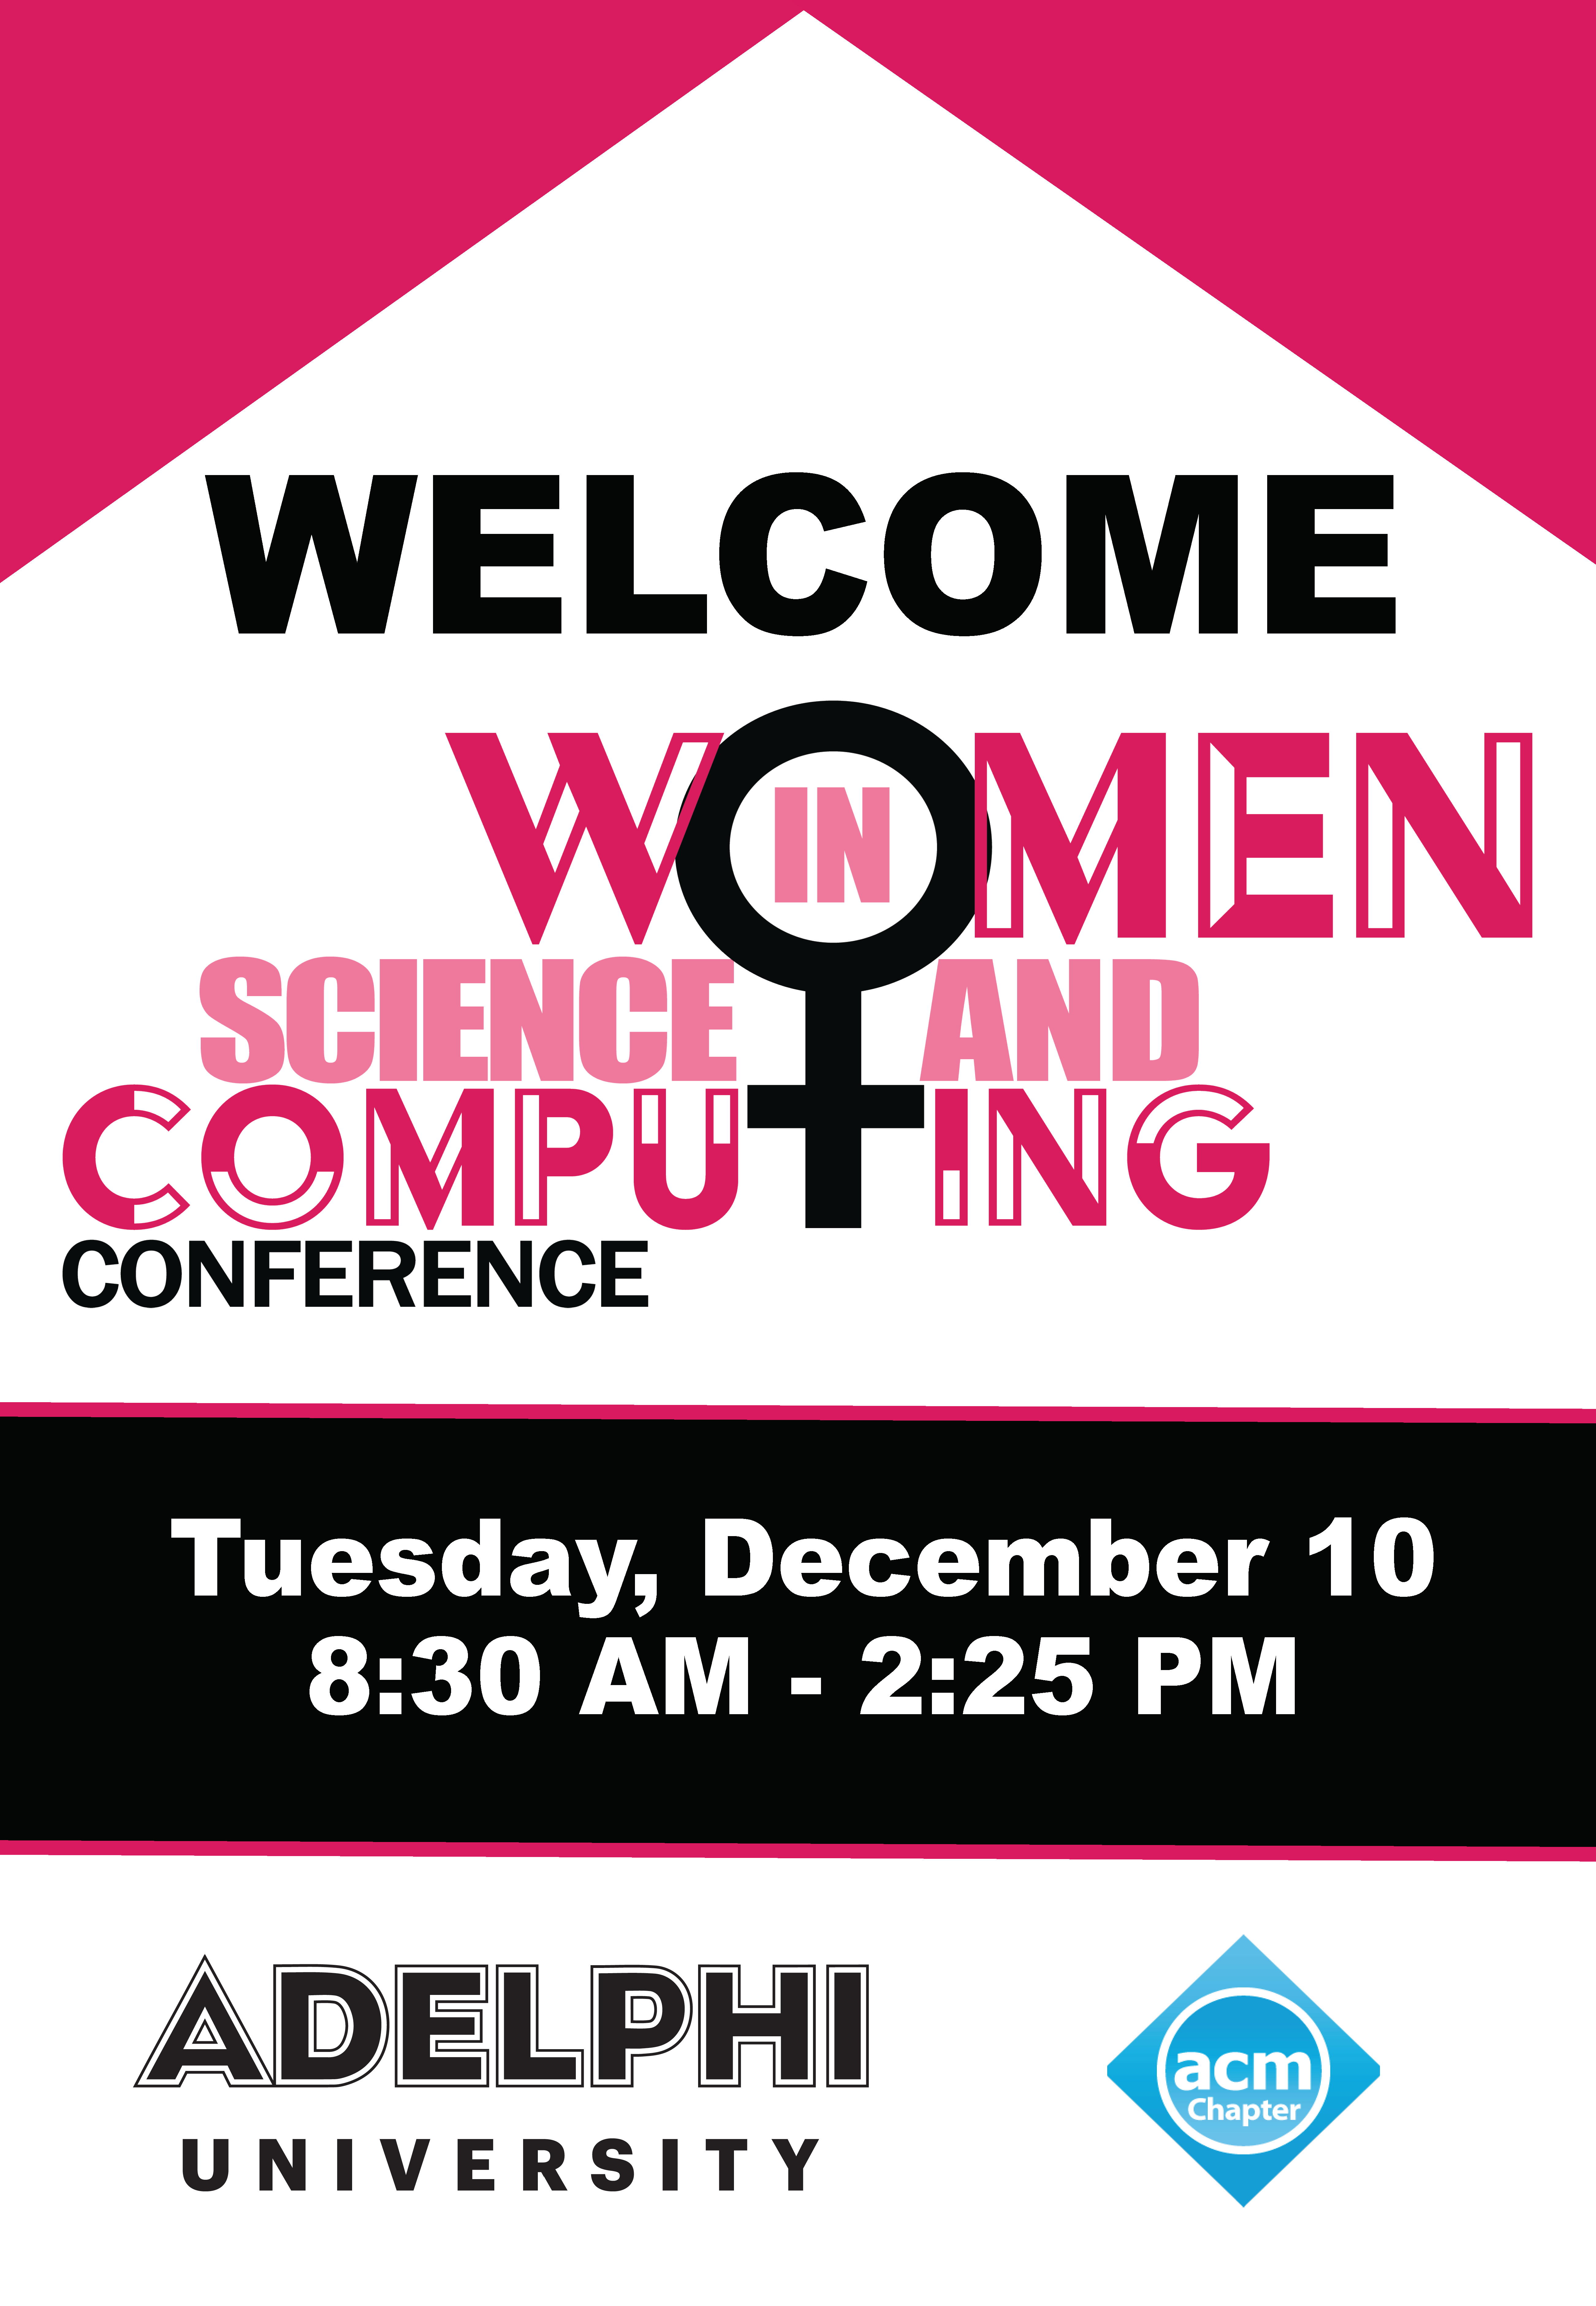 WELCOME
WOMEN
IN
SCIENCE AND
COMPUTING
CONFERENCE
Tuesday, December 10
8:30 AM - 2:25 PM
ADELPHI
UNIVERSITY
acm
Chapter